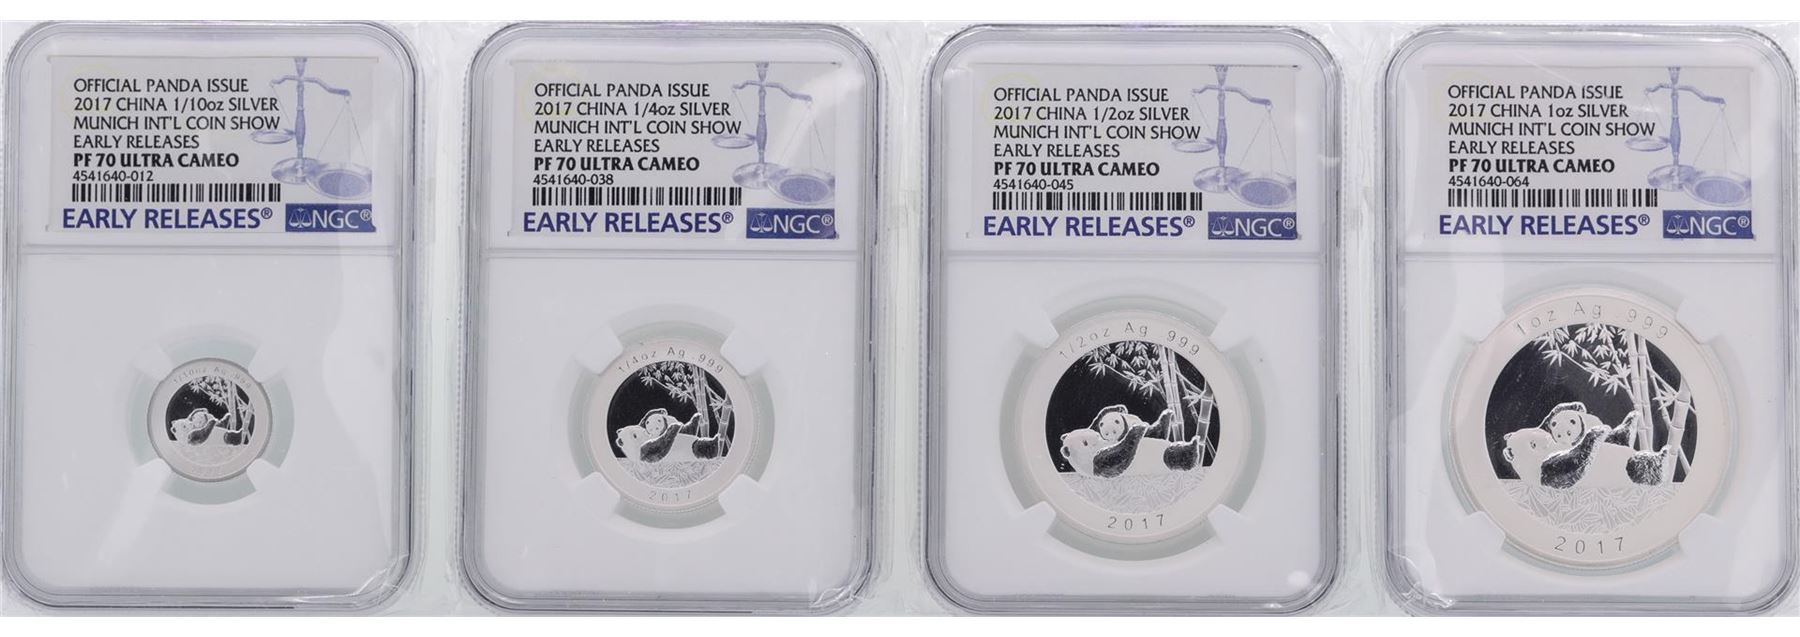 OFFICIAL PANDA ISSUE
2017 CHINA 1/10oz SILVER
MUNICH INT'L COIN SHOW
EARLY RELEASES
PF 70 ULTRA CAMEO
4541640-012
EARLY RELEASES®
NGC®
1/10oz Ag .999
2017
OFFICIAL PANDA ISSUE
2017 CHINA 1/4oz SILVER
MUNICH INT'L COIN SHOW
EARLY RELEASES
PF 70 ULTRA CAMEO
4541640-038
EARLY RELEASES®
NGC®
1/4oz Ag .999
2017
OFFICIAL PANDA ISSUE
2017 CHINA 1/2oz SILVER
MUNICH INT'L COIN SHOW
EARLY RELEASES
PF 70 ULTRA CAMEO
4541640-045
EARLY RELEASES®
NGC®
1/2oz Ag .999
2017
OFFICIAL PANDA ISSUE
2017 CHINA 1oz SILVER
MUNICH INT'L COIN SHOW
EARLY RELEASES
PF 70 ULTRA CAMEO
4541640-064
EARLY RELEASES®
NGC®
1oz Ag .999
2017